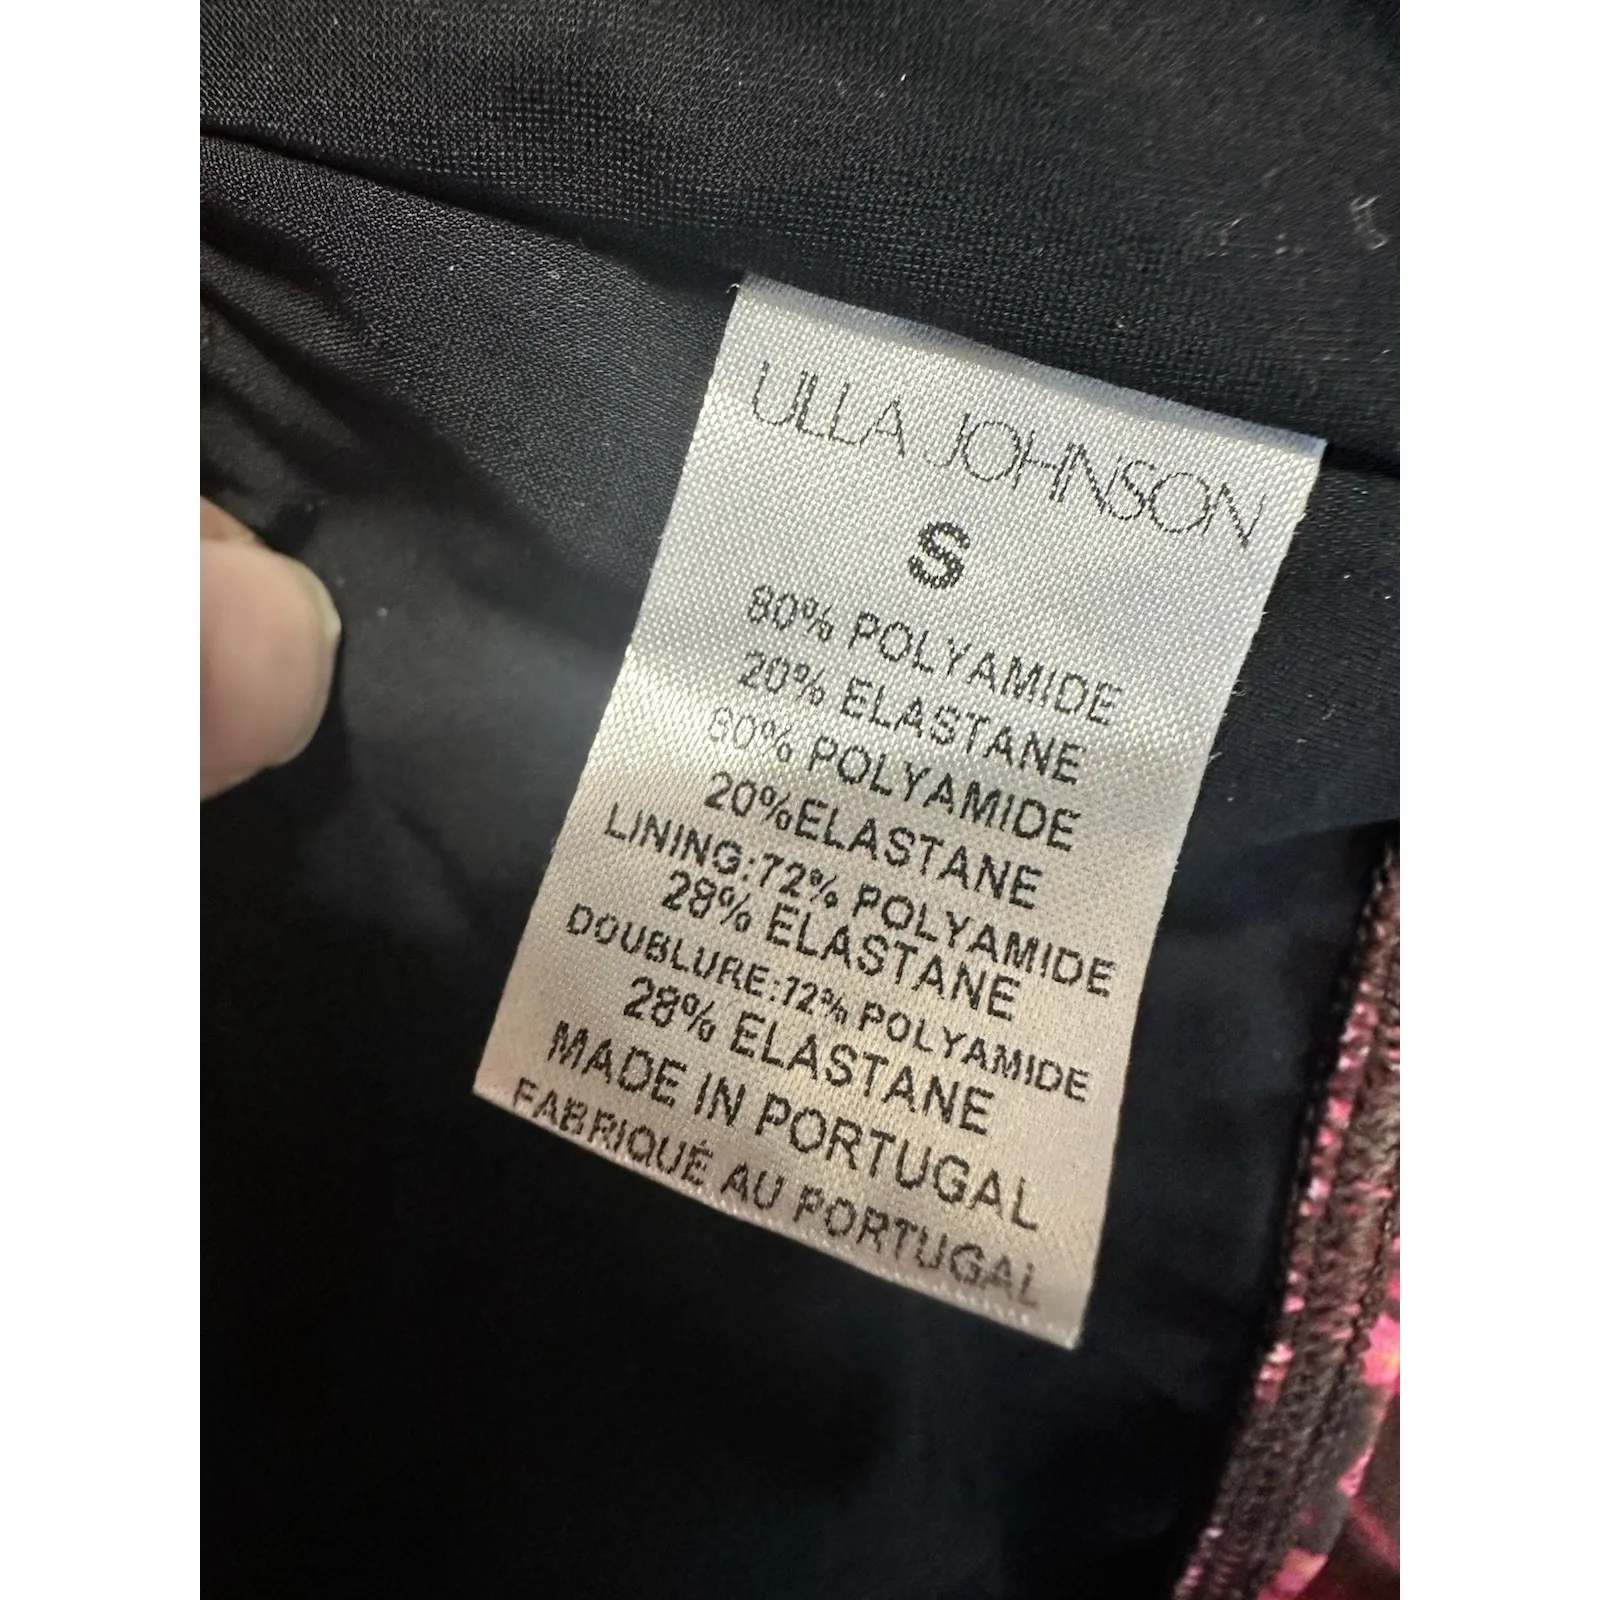 ULLA JOHNSON
S
80% POLYAMIDE
20% ELASTANE
80% POLYAMIDE
20%ELASTANE
LINING:72% POLYAMIDE
28% ELASTANE
DOUBLURE:72% POLYAMIDE
28% ELASTANE
MADE IN PORTUGAL
FABRIQUÉ AU PORTUGAL